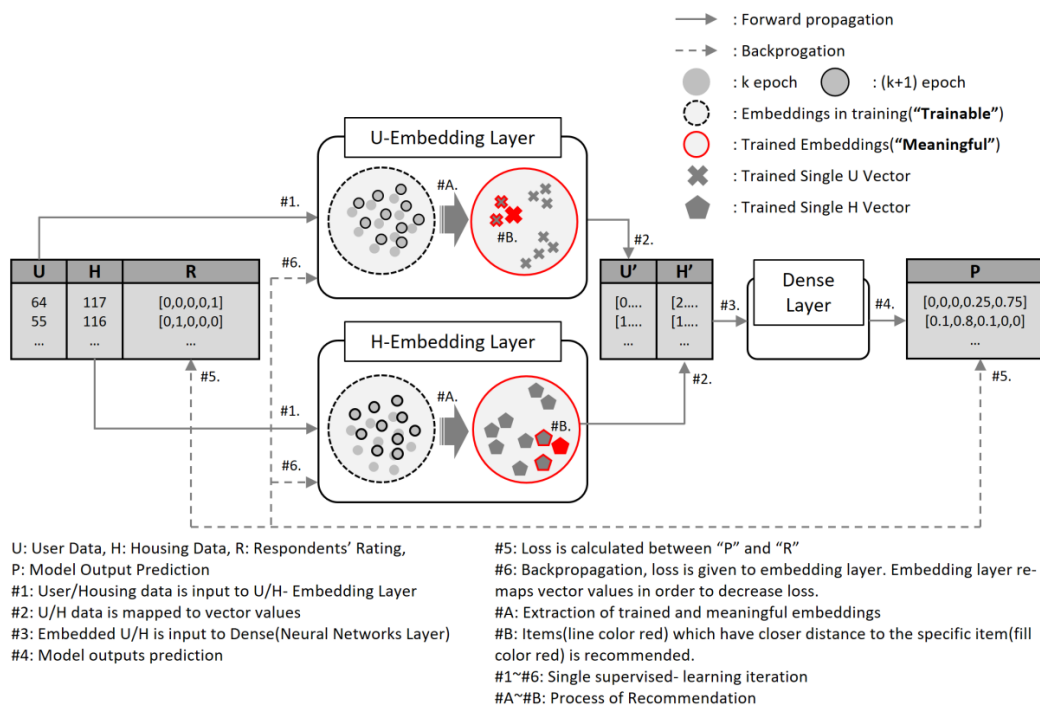 : Forward propagation
: Backprogation
: k epoch
: (k+1) epoch
: Embeddings in training("Trainable")
: Trained Embeddings("Meaningful")
: Trained Single U Vector
: Trained Single H Vector
U-Embedding Layer
#A.
#B.
#1.
#6.
#2.
U H R
64 117 [0,0,0,0,1]
55 116 [0,1,0,0,0]
... ... ...
U' H'
[0.... [2....
[1.... [1....
... ...
#3.
Dense
Layer
#4.
P
[0,0,0,0.25,0.75]
[0.1,0.8,0.1,0,0]
...
#5.
#5.
H-Embedding Layer
#A.
#B.
#1.
#6.
#2.
U: User Data, H: Housing Data, R: Respondents' Rating,
P: Model Output Prediction
#1: User/Housing data is input to U/H- Embedding Layer
#2: U/H data is mapped to vector values
#3: Embedded U/H is input to Dense(Neural Networks Layer)
#4: Model outputs prediction
#5: Loss is calculated between "P" and "R"
#6: Backpropagation, loss is given to embedding layer. Embedding layer re-
maps vector values in order to decrease loss.
#A: Extraction of trained and meaningful embeddings
#B: Items(line color red) which have closer distance to the specific item(fill
color red) is recommended.
#1~#6: Single supervised- learning iteration
#A~#B: Process of Recommendation